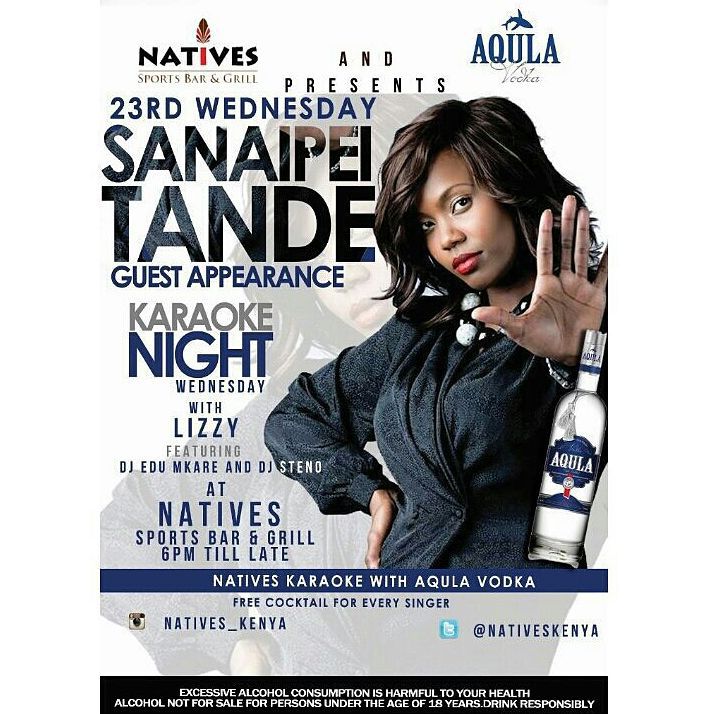 NATIVES
SPORTS BAR & GRILL
AND
PRESENTS
AQULA
Vodka
23RD WEDNESDAY
SANAIPEI
TANDE
GUEST APPEARANCE
KARAOKE
NIGHT
WEDNESDAY
WITH
LIZZY
FEATURING
DJ EDU MKARE AND DJ STENO
AT
NATIVES
SPORTS BAR & GRILL
6PM TILL LATE
AQULA
AQULA
NATIVES KARAOKE WITH AQULA VODKA
FREE COCKTAIL FOR EVERY SINGER
NATIVES_KENYA
@NATIVESKENYA
EXCESSIVE ALCOHOL CONSUMPTION IS HARMFUL TO YOUR HEALTH
ALCOHOL NOT FOR SALE FOR PERSONS UNDER THE AGE OF 18 YEARS.DRINK RESPONSIBLY